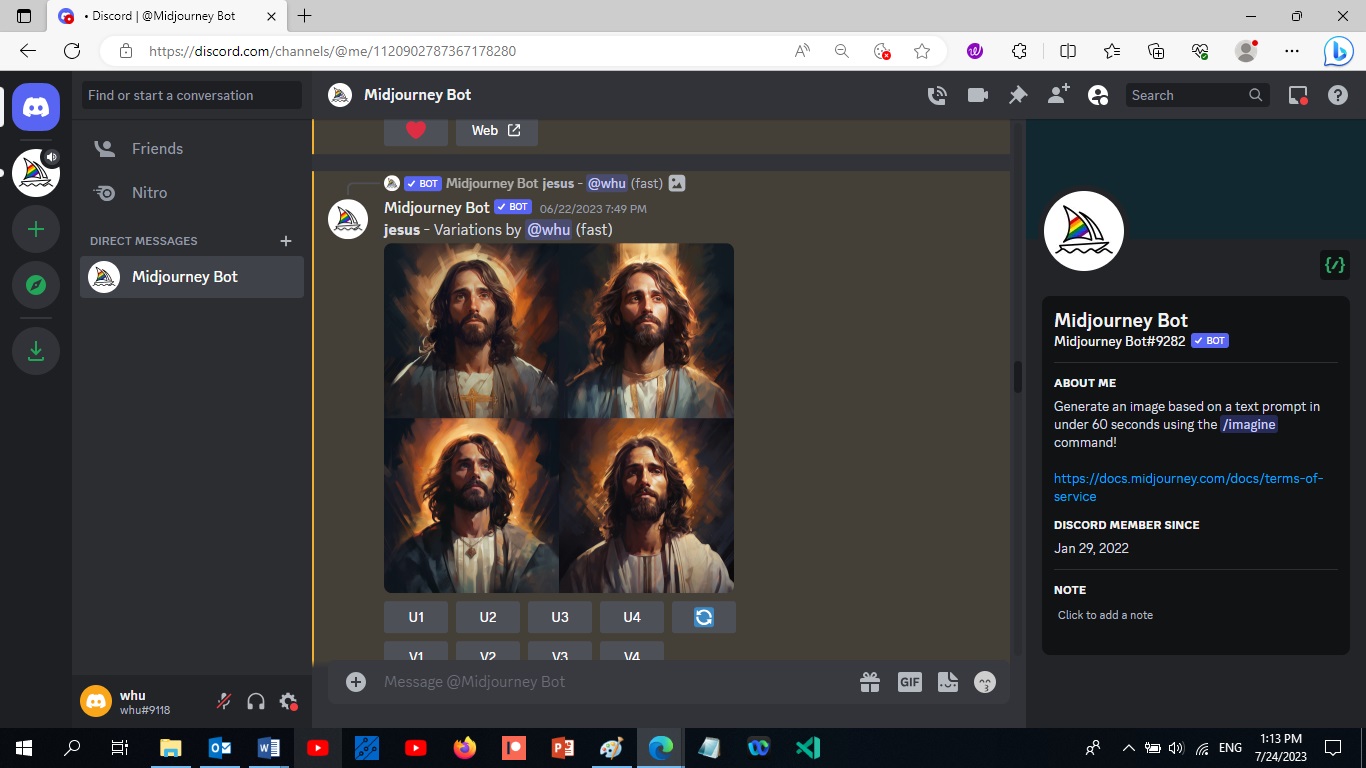 Discord | @Midjourney Bot
https://discord.com/channels/@me/1120902787367178280
Find or start a conversation
Friends
Nitro
DIRECT MESSAGES
Midjourney Bot
whu
whu#9118
Midjourney Bot
Search
Web
BOT Midjourney Bot jesus - @whu (fast)
Midjourney Bot BOT 06/22/2023 7:49 PM
jesus - Variations by @whu (fast)
U1 U2 U3 U4
V1 V2 V3 V4
Message @Midjourney Bot
GIF
Midjourney Bot
Midjourney Bot#9282 BOT
ABOUT ME
Generate an image based on a text prompt in
under 60 seconds using the /imagine
command!
https://docs.midjourney.com/docs/terms-of-
service
DISCORD MEMBER SINCE
Jan 29, 2022
NOTE
Click to add a note
ENG
1:13 PM
7/24/2023